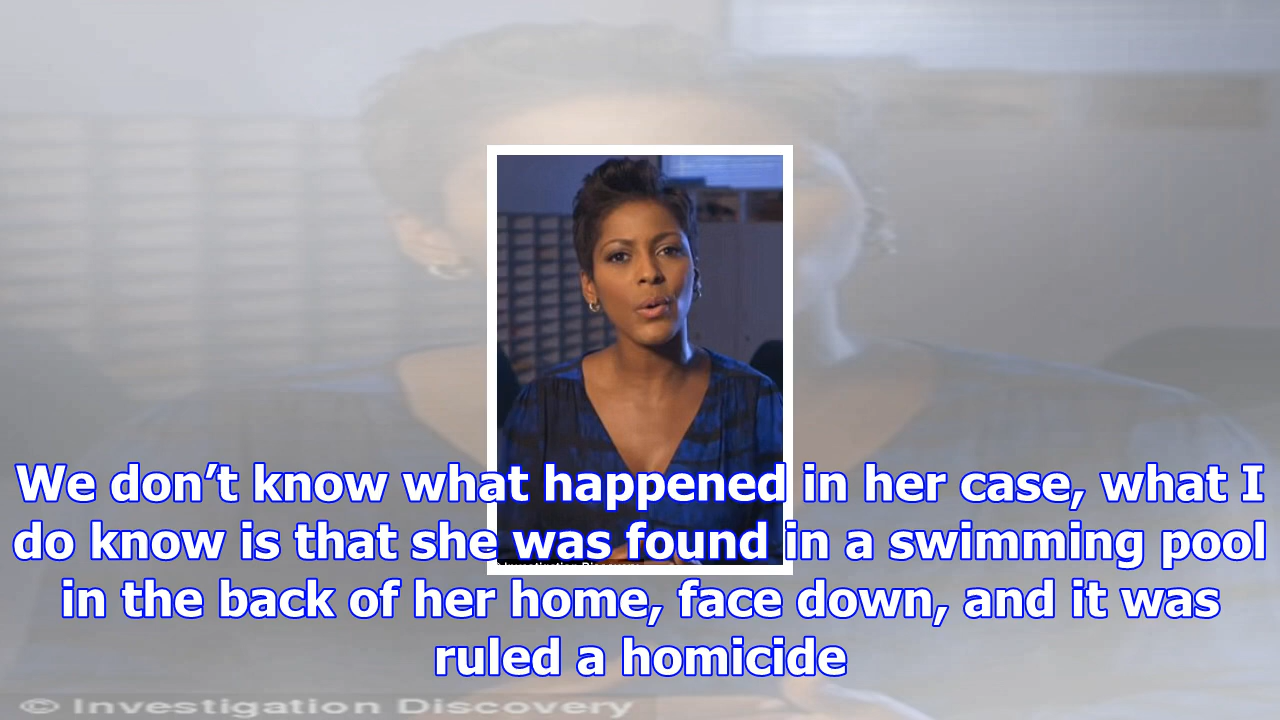 We don’t know what happened in her case, what I
do know is that she was found in a swimming pool
in the back of her home, face down, and it was
ruled a homicide
© Investigation Discovery